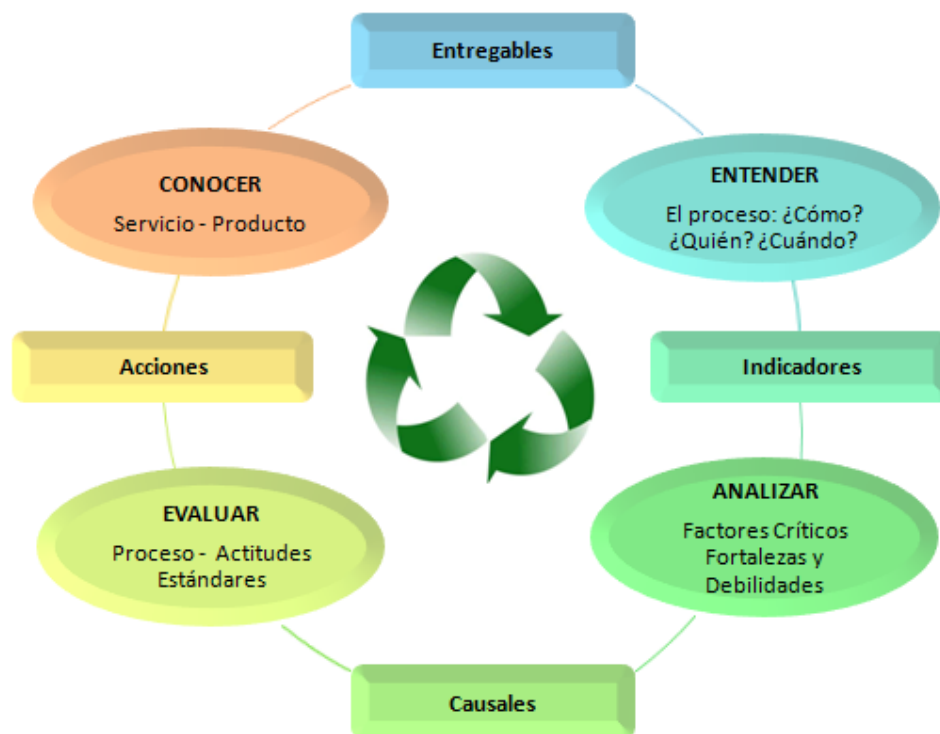 Entregables
CONOCER
Servicio - Producto
ENTENDER
El proceso: ¿Cómo?
¿Quién? ¿Cuándo?
Acciones
Indicadores
EVALUAR
Proceso - Actitudes
Estándares
ANALIZAR
Factores Críticos
Fortalezas y
Debilidades
Causales